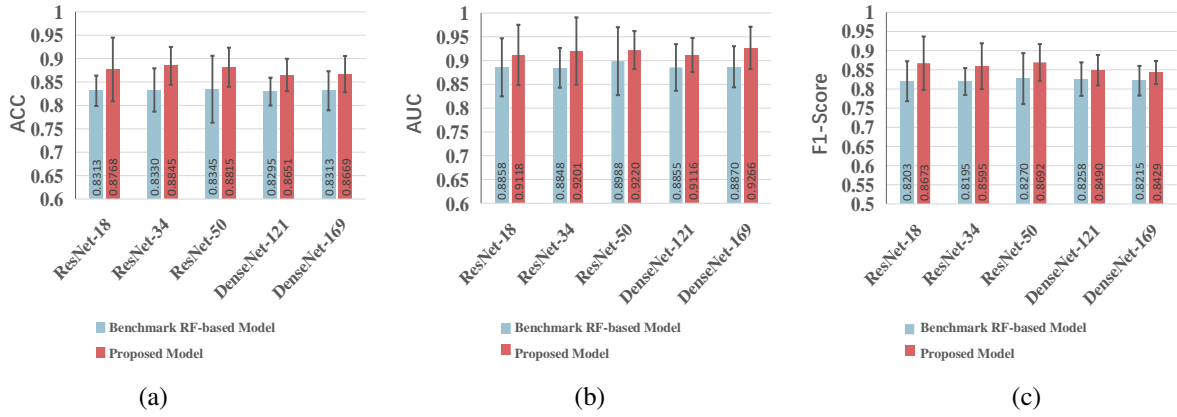 1
0.95
0.9
0.85
0.8
0.75
0.7
0.65
0.6
ACC
0.8313
0.8768
0.8330
0.8845
0.8345
0.8815
0.8295
0.8651
0.8313
0.8669
ResNet-18
ResNet-34
ResNet-50
DenseNet-121
DenseNet-169
Benchmark RF-based Model
Proposed Model
(a)
1
0.95
0.9
0.85
0.8
0.75
0.7
0.65
0.6
AUC
0.8858
0.9118
0.8848
0.9201
0.8988
0.9220
0.8855
0.9116
0.8870
0.9266
ResNet-18
ResNet-34
ResNet-50
DenseNet-121
DenseNet-169
Benchmark RF-based Model
Proposed Model
(b)
1
0.95
0.9
0.85
0.8
0.75
0.7
0.65
0.6
0.55
0.5
F1-Score
0.8203
0.8673
0.8195
0.8595
0.8270
0.8692
0.8258
0.8490
0.8215
0.8429
ResNet-18
ResNet-34
ResNet-50
DenseNet-121
DenseNet-169
Benchmark RF-based Model
Proposed Model
(c)